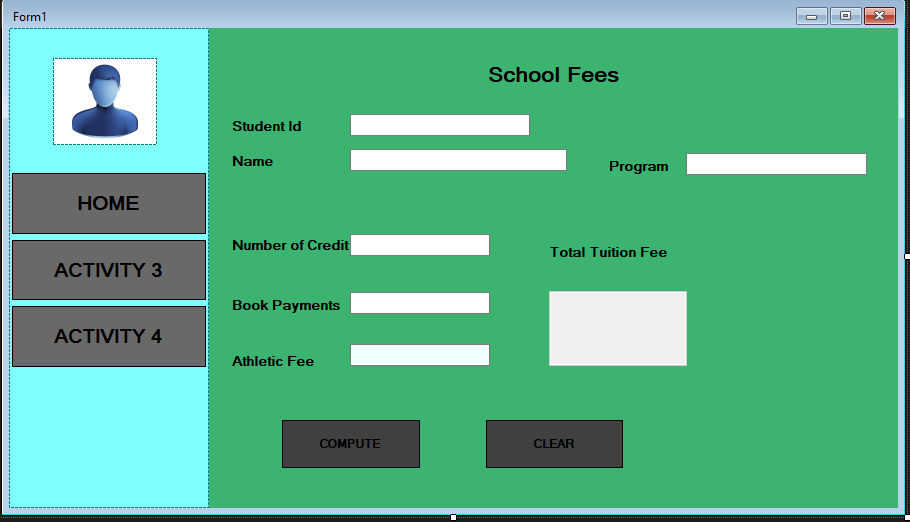 Form1
School Fees
Student Id
Name
Program
HOME
ACTIVITY 3
ACTIVITY 4
Number of Credit
Total Tuition Fee
Book Payments
Athletic Fee
COMPUTE
CLEAR